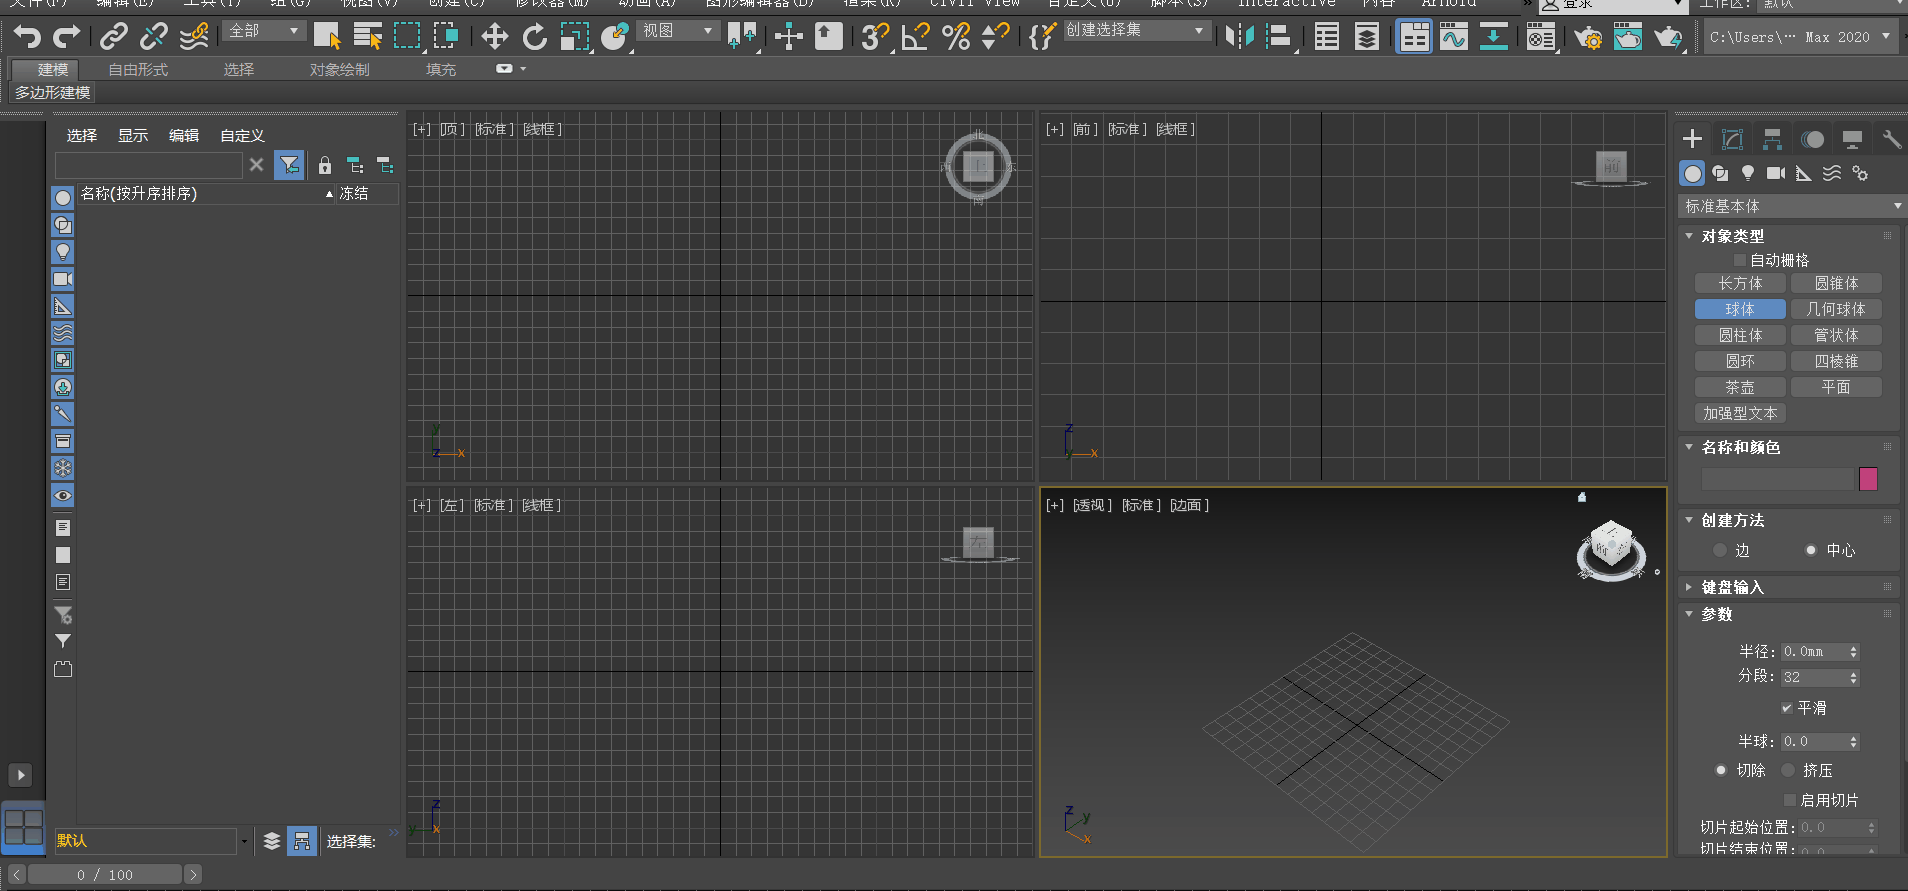 文件(F) 编辑(E) 工具(T) 组(G) 视图(V) 创建(C) 修改器(M) 动画(A) 图形编辑器(D) 渲染(R) Civil View 自定义(U) 脚本(S) Interactive 内容 Arnold » 登录 工作区: 默认
全部 视图 创建选择集 C:\Users\··· Max 2020
建模 自由形式 选择 对象绘制 填充
多边形建模
选择 显示 编辑 自定义
名称(按升序排序) 冻结
默认 选择集: »
0 / 100
[+] [顶] [标准] [线框]
北
西 上 东
南
y
z x
[+] [前] [标准] [线框]
前
z
y x
[+] [左] [标准] [线框]
左
z
y x
[+] [透视] [标准] [边面]
上
前
z
y
x
标准基本体
对象类型
自动栅格
长方体 圆锥体
球体 几何球体
圆柱体 管状体
圆环 四棱锥
茶壶 平面
加强型文本
名称和颜色
创建方法
边 中心
键盘输入
参数
半径: 0.0mm
分段: 32
平滑
半球: 0.0
切除 挤压
启用切片
切片起始位置: 0.0
切片结束位置: 0.0